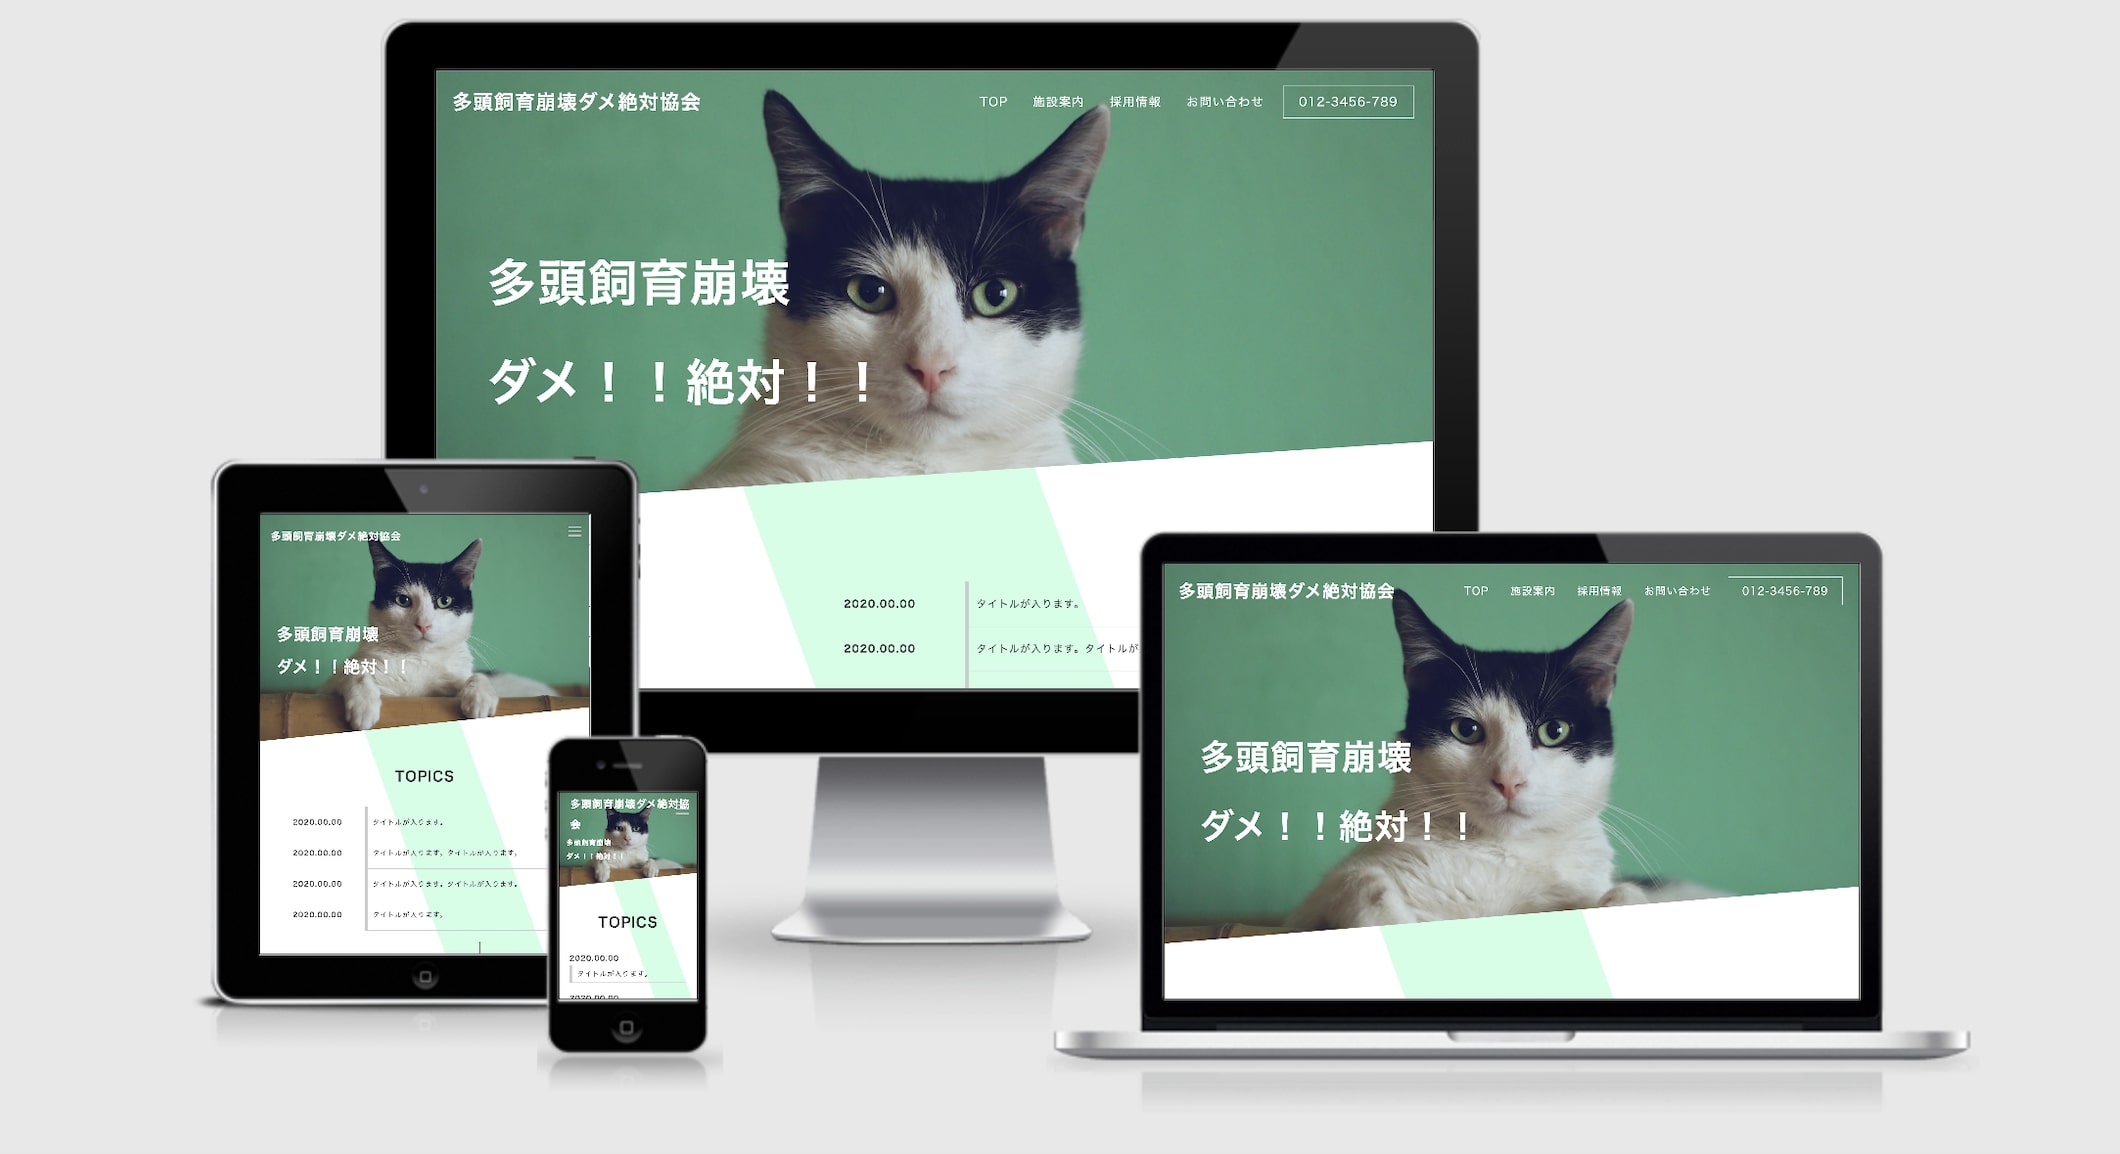 多頭飼育崩壊ダメ絶対協会
TOP 施設案内 採用情報 お問い合わせ 012-3456-789
多頭飼育崩壊
ダメ！！絶対！！
2020.00.00 タイトルが入ります。
2020.00.00 タイトルが入ります。タイトルが
多頭飼育崩壊ダメ絶対協会
多頭飼育崩壊
ダメ！！絶対！！
TOPICS
2020.00.00 タイトルが入ります。
2020.00.00 タイトルが入ります。タイトルが入ります。
2020.00.00 タイトルが入ります。タイトルが入ります。
2020.00.00 タイトルが入ります。
多頭飼育崩壊ダメ絶対協
会
多頭飼育崩壊
ダメ！！絶対！！
TOPICS
2020.00.00
タイトルが入ります。
2020.00.00
多頭飼育崩壊ダメ絶対協会
TOP 施設案内 採用情報 お問い合わせ 012-3456-789
多頭飼育崩壊
ダメ！！絶対！！